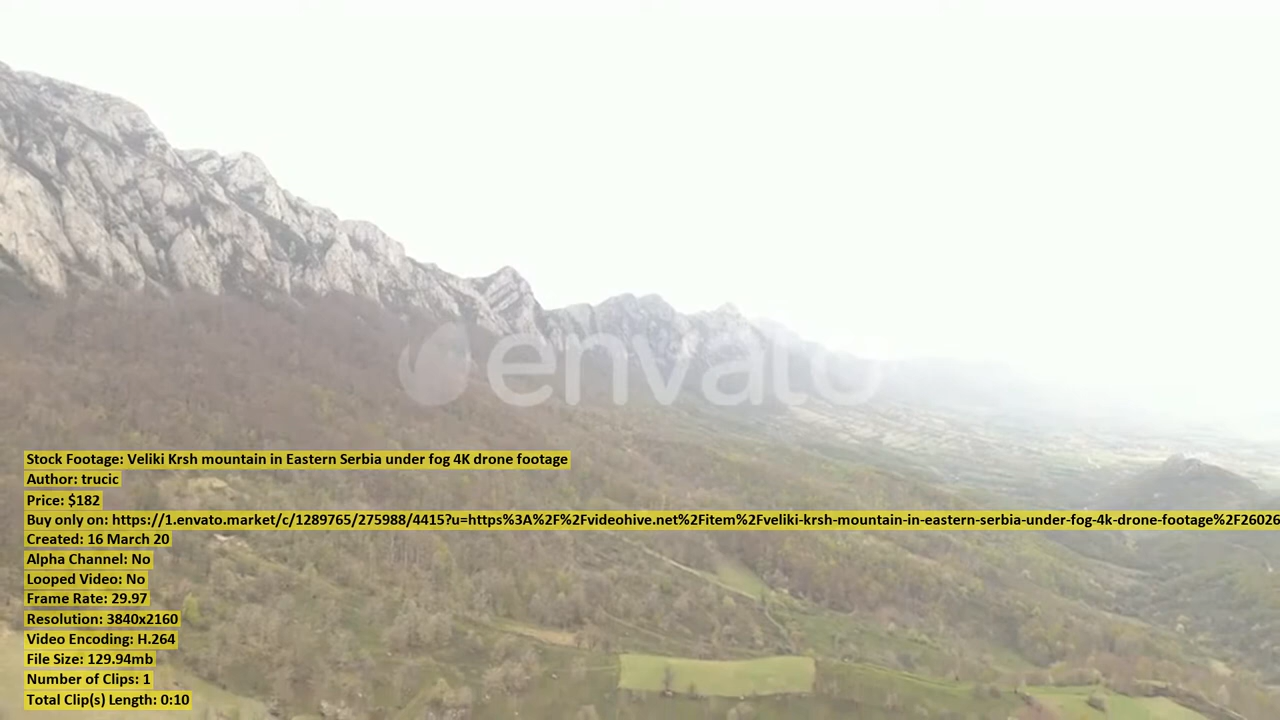 envato
Stock Footage: Veliki Krsh mountain in Eastern Serbia under fog 4K drone footage
Author: trucic
Price: $182
Buy only on: https://1.envato.market/c/1289765/275988/4415?u=https%3A%2F%2Fvideohive.net%2Fitem%2Fveliki-krsh-mountain-in-eastern-serbia-under-fog-4k-drone-footage%2F26026
Created: 16 March 20
Alpha Channel: No
Looped Video: No
Frame Rate: 29.97
Resolution: 3840x2160
Video Encoding: H.264
File Size: 129.94mb
Number of Clips: 1
Total Clip(s) Length: 0:10